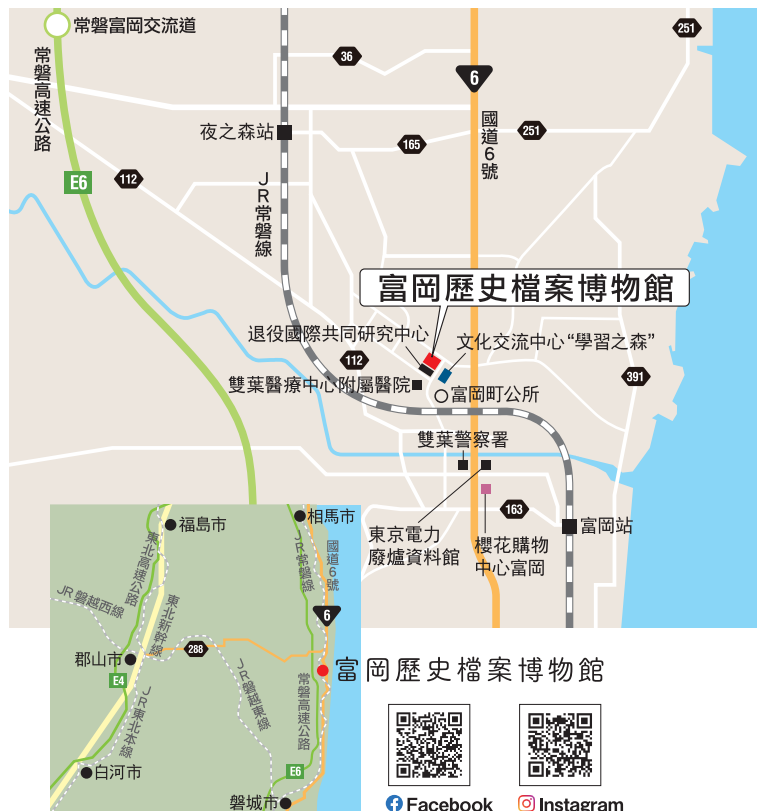 常磐富岡交流道
251
36
常磐高速公路
6
國道6號
夜之森站
165
251
E6
112
JR常磐線
富岡歷史檔案博物館
退役國際共同研究中心
文化交流中心“學習之森”
112
391
雙葉醫療中心附屬醫院
富岡町公所
雙葉警察署
163
富岡站
東京電力
廢爐資料館
櫻花購物
中心富岡
福島市
相馬市
東北高速公路
JR常磐線
國道6號
JR磐越西線
東北新幹線
6
郡山市
288
富岡歷史檔案博物館
E4
JR東北本線
JR磐越東線
常磐高速公路
白河市
E6
磐城市
Facebook
Instagram